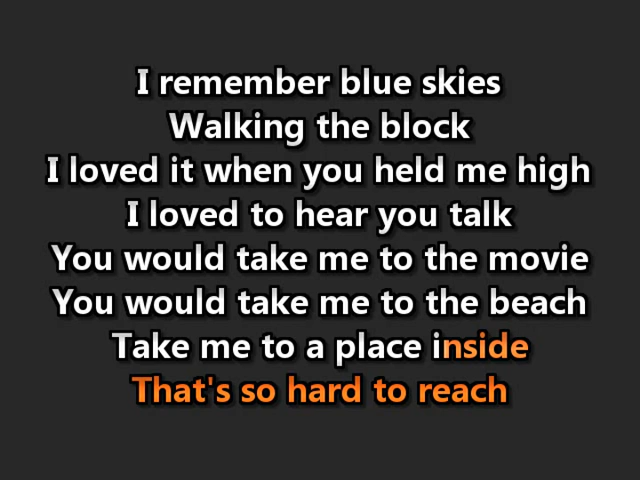 I remember blue skies
Walking the block
I loved it when you held me high
I loved to hear you talk
You would take me to the movie
You would take me to the beach
Take me to a place inside
That's so hard to reach